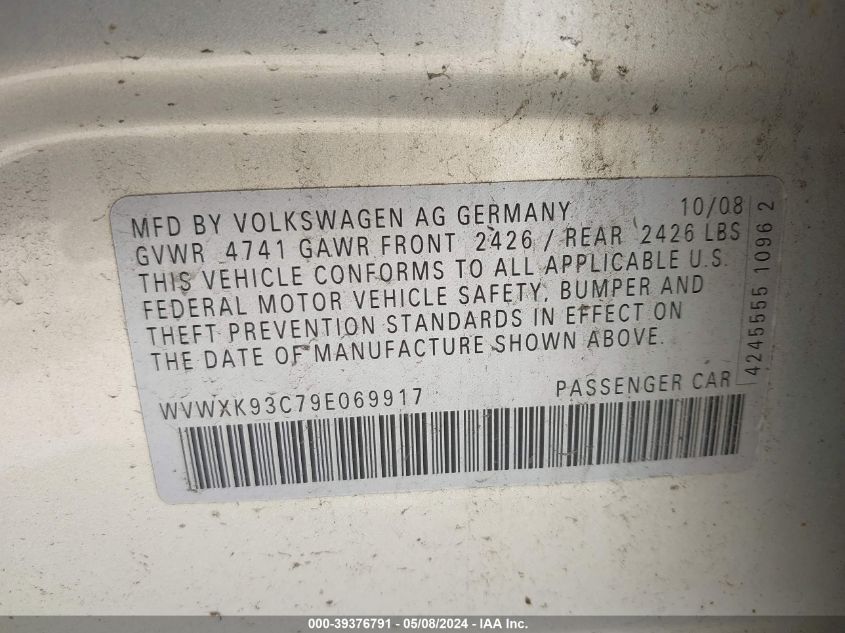 MFD BY VOLKSWAGEN AG GERMANY 10/08
GVWR 4741 GAWR FRONT 2426 / REAR 2426 LBS
THIS VEHICLE CONFORMS TO ALL APPLICABLE U.S.
FEDERAL MOTOR VEHICLE SAFETY, BUMPER AND
THEFT PREVENTION STANDARDS IN EFFECT ON
THE DATE OF MANUFACTURE SHOWN ABOVE.
WVWXK93C79E069917 PASSENGER CAR
4245555 1096 2
000-39376791 - 05/08/2024 - IAA Inc.